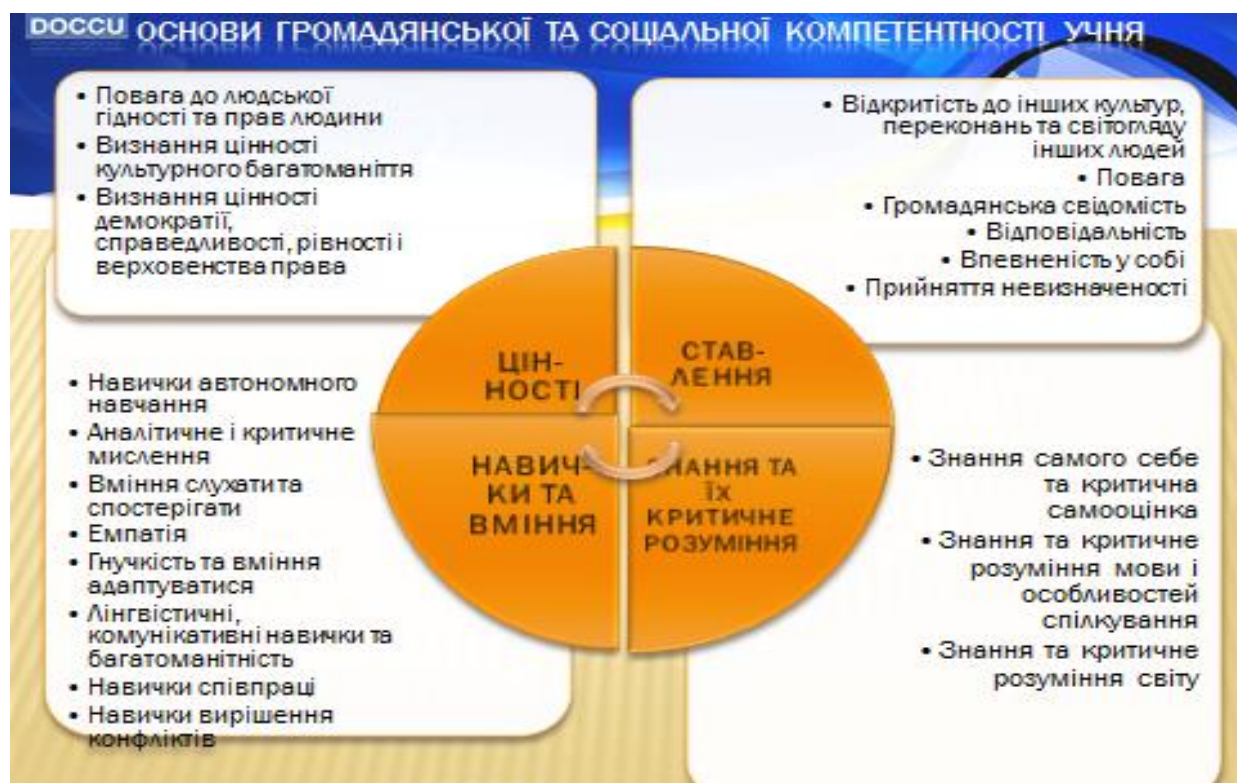 DOCCU ОСНОВИ ГРОМАДЯНСЬКОЇ ТА СОЦІАЛЬНОЇ КОМПЕТЕНТНОСТІ УЧНЯ
• Повага до людської
гідності та прав людини
• Визнання цінності
культурного багатоманіття
• Визнання цінності
демократії,
справедливості, рівності і
верховенства права
• Відкритість до інших культур,
переконань та світогляду
інших людей
• Повага
• Громадянська свідомість
• Відповідальність
• Впевненість у собі
• Прийняття невизначеності
ЦІН-
НОСТІ
СТАВ-
ЛЕННЯ
НАВИЧ-
КИ ТА
ВМІННЯ
ЗНАННЯ ТА
ЇХ
КРИТИЧНЕ
РОЗУМІННЯ
• Навички автономного
навчання
• Аналітичне і критичне
мислення
• Вміння слухати та
спостерігати
• Емпатія
• Гнучкість та вміння
адаптуватися
• Лінгвістичні,
комунікативні навички та
багатоманітність
• Навички співпраці
• Навички вирішення
конфліктів
• Знання самого себе
та критична
самооцінка
• Знання та критичне
розуміння мови і
особливостей
спілкування
• Знання та критичне
розуміння світу